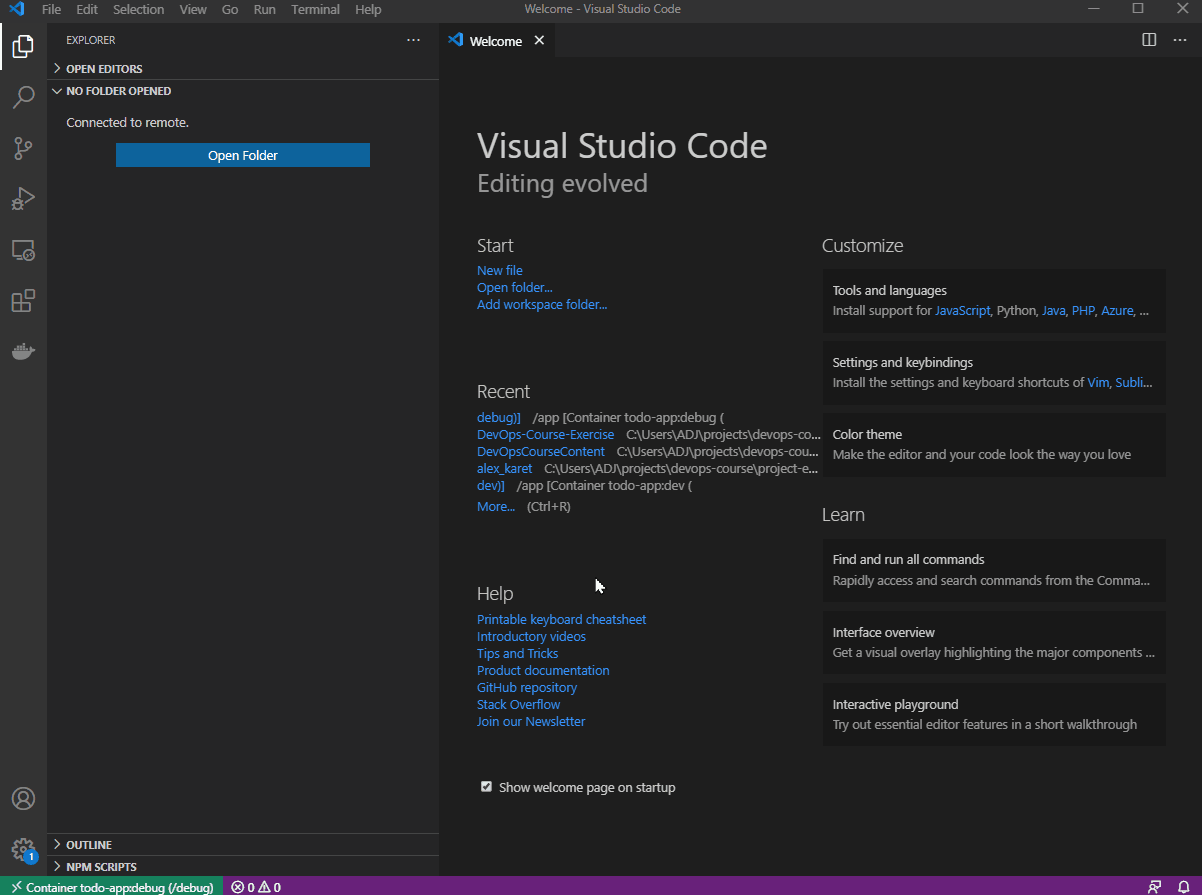 File Edit Selection View Go Run Terminal Help
Welcome - Visual Studio Code
EXPLORER
OPEN EDITORS
NO FOLDER OPENED
Connected to remote.
Open Folder
OUTLINE
NPM SCRIPTS
Welcome
Visual Studio Code
Editing evolved
Start
New file
Open folder...
Add workspace folder...
Recent
debug)] /app [Container todo-app:debug (
DevOps-Course-Exercise C:\Users\ADJ\projects\devops-co...
DevOpsCourseContent C:\Users\ADJ\projects\devops-cou...
alex_karet C:\Users\ADJ\projects\devops-course\project-e...
dev)] /app [Container todo-app:dev (
More... (Ctrl+R)
Help
Printable keyboard cheatsheet
Introductory videos
Tips and Tricks
Product documentation
GitHub repository
Stack Overflow
Join our Newsletter
Show welcome page on startup
Customize
Tools and languages
Install support for JavaScript, Python, Java, PHP, Azure, ...
Settings and keybindings
Install the settings and keyboard shortcuts of Vim, Subli...
Color theme
Make the editor and your code look the way you love
Learn
Find and run all commands
Rapidly access and search commands from the Comma...
Interface overview
Get a visual overlay highlighting the major components ...
Interactive playground
Try out essential editor features in a short walkthrough
1
Container todo-app:debug (/debug) 0 0